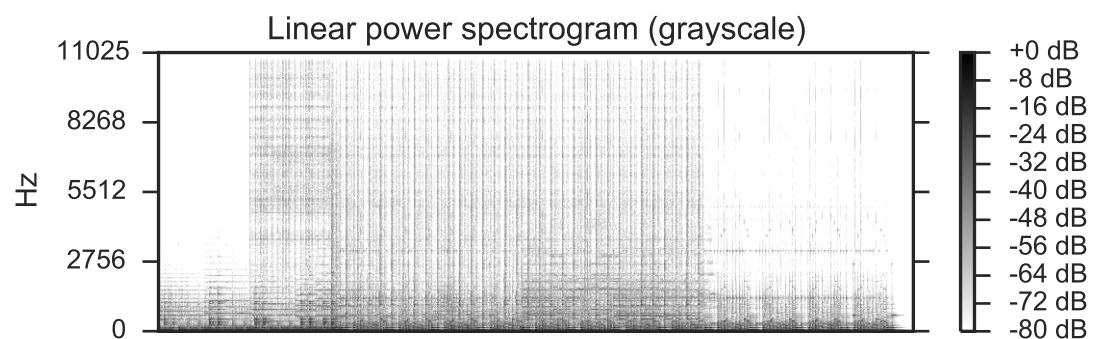 Linear power spectrogram (grayscale)
11025
8268
5512
2756
0
Hz
+0 dB
-8 dB
-16 dB
-24 dB
-32 dB
-40 dB
-48 dB
-56 dB
-64 dB
-72 dB
-80 dB